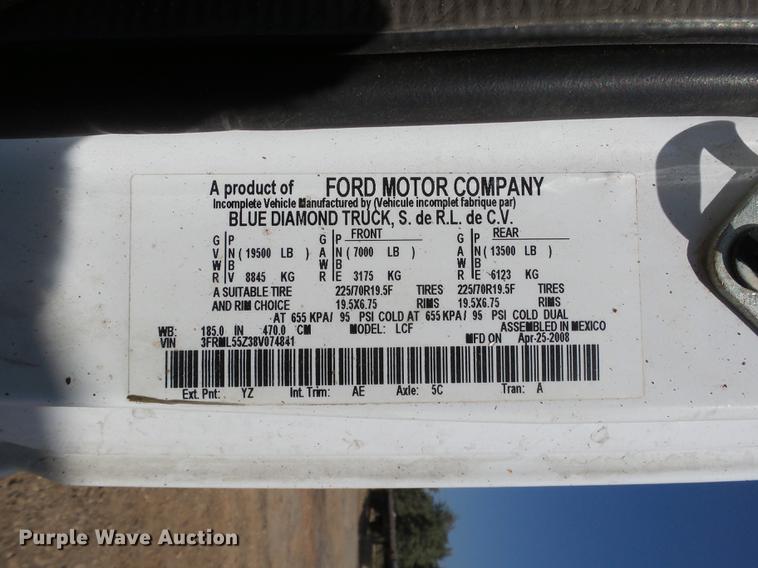 A product of FORD MOTOR COMPANY
Incomplete Vehicle Manufactured by (Vehicule incomplet fabrique par)
BLUE DIAMOND TRUCK, S. de R.L. de C.V.
G P G FRONT G REAR
V N ( 19500 LB ) A N ( 7000 LB ) A N ( 13500 LB )
W B W B W B
R V 8845 KG R E 3175 KG R E 6123 KG
A SUITABLE TIRE 225/70R19.5F TIRES 225/70R19.5F TIRES
AND RIM CHOICE 19.5X6.75 RIMS 19.5X6.75 RIMS
AT 655 KPA/ 95 PSI COLD AT 655 KPA/ 95 PSI COLD DUAL
WB: 185.0 IN 470.0 CM MODEL: LCF ASSEMBLED IN MEXICO
VIN 3FRML55Z38V074841 MFD ON Apr-25-2008
Ext. Pnt: YZ Int. Trim: AE Axle: 5C Tran: A
Purple Wave Auction